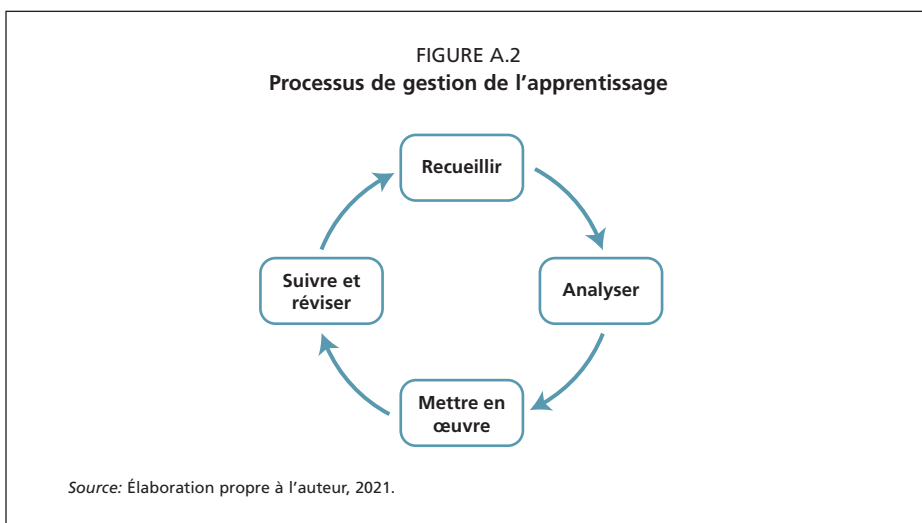 FIGURE A.2
Processus de gestion de l’apprentissage
Recueillir
Analyser
Mettre en
œuvre
Suivre et
réviser
Source: Élaboration propre à l’auteur, 2021.